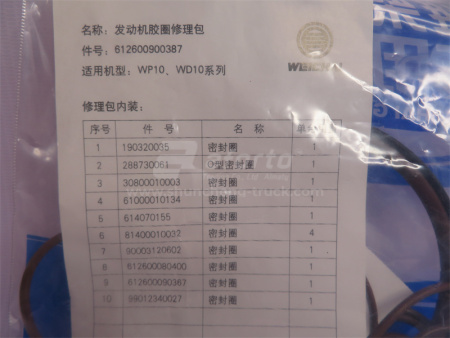 名称：发动机胶圈修理包
件号：612600900387
适用机型：WP10、WD10系列
WEICHAI
修理包内装：
序号 件 号 名 称
1 190320035 密封圈 1
2 288730061 O型密封圈 1
3 30800010003 密封圈 1
4 61000010134 密封圈 1
5 614070155 密封圈 1
6 61400010032 密封圈 4
7 90003120602 密封圈 1
8 612600080400 密封圈 1
9 612600090367 密封圈 1
10 99012340027 密封圈 1